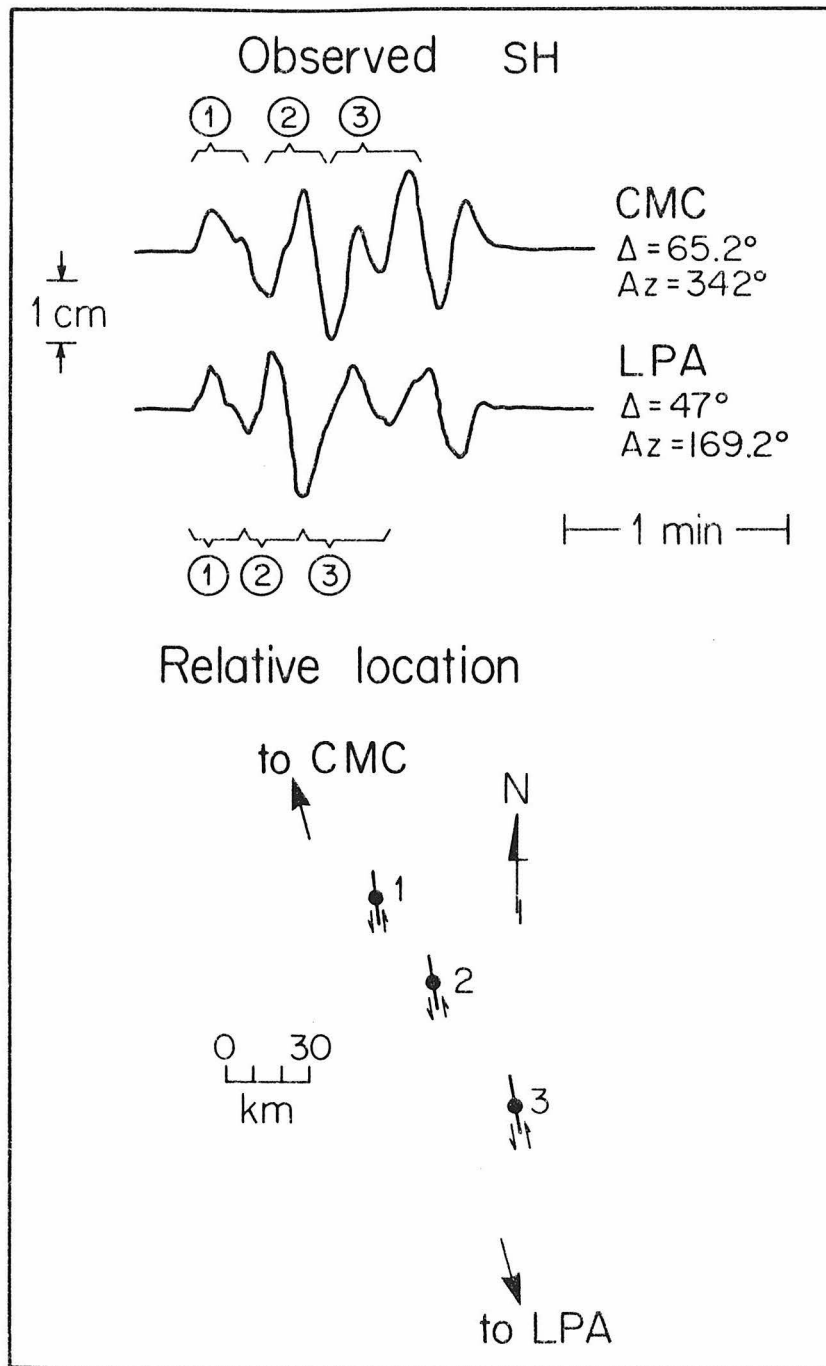 Observed SH
① ② ③
CMC
Δ = 65.2°
Az = 342°
1 cm
LPA
Δ = 47°
Az = 169.2°
1 min
① ② ③
Relative location
to CMC
N
1
2
0 30
km
3
to LPA